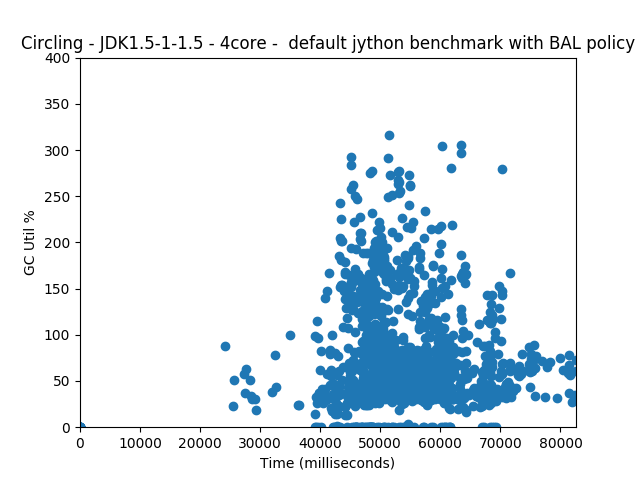 Circling - JDK1.5-1-1.5 - 4core -  default jython benchmark with BAL policy
400
350
300
250
200
150
100
50
0
GC Util %
0 10000 20000 30000 40000 50000 60000 70000 80000
Time (milliseconds)